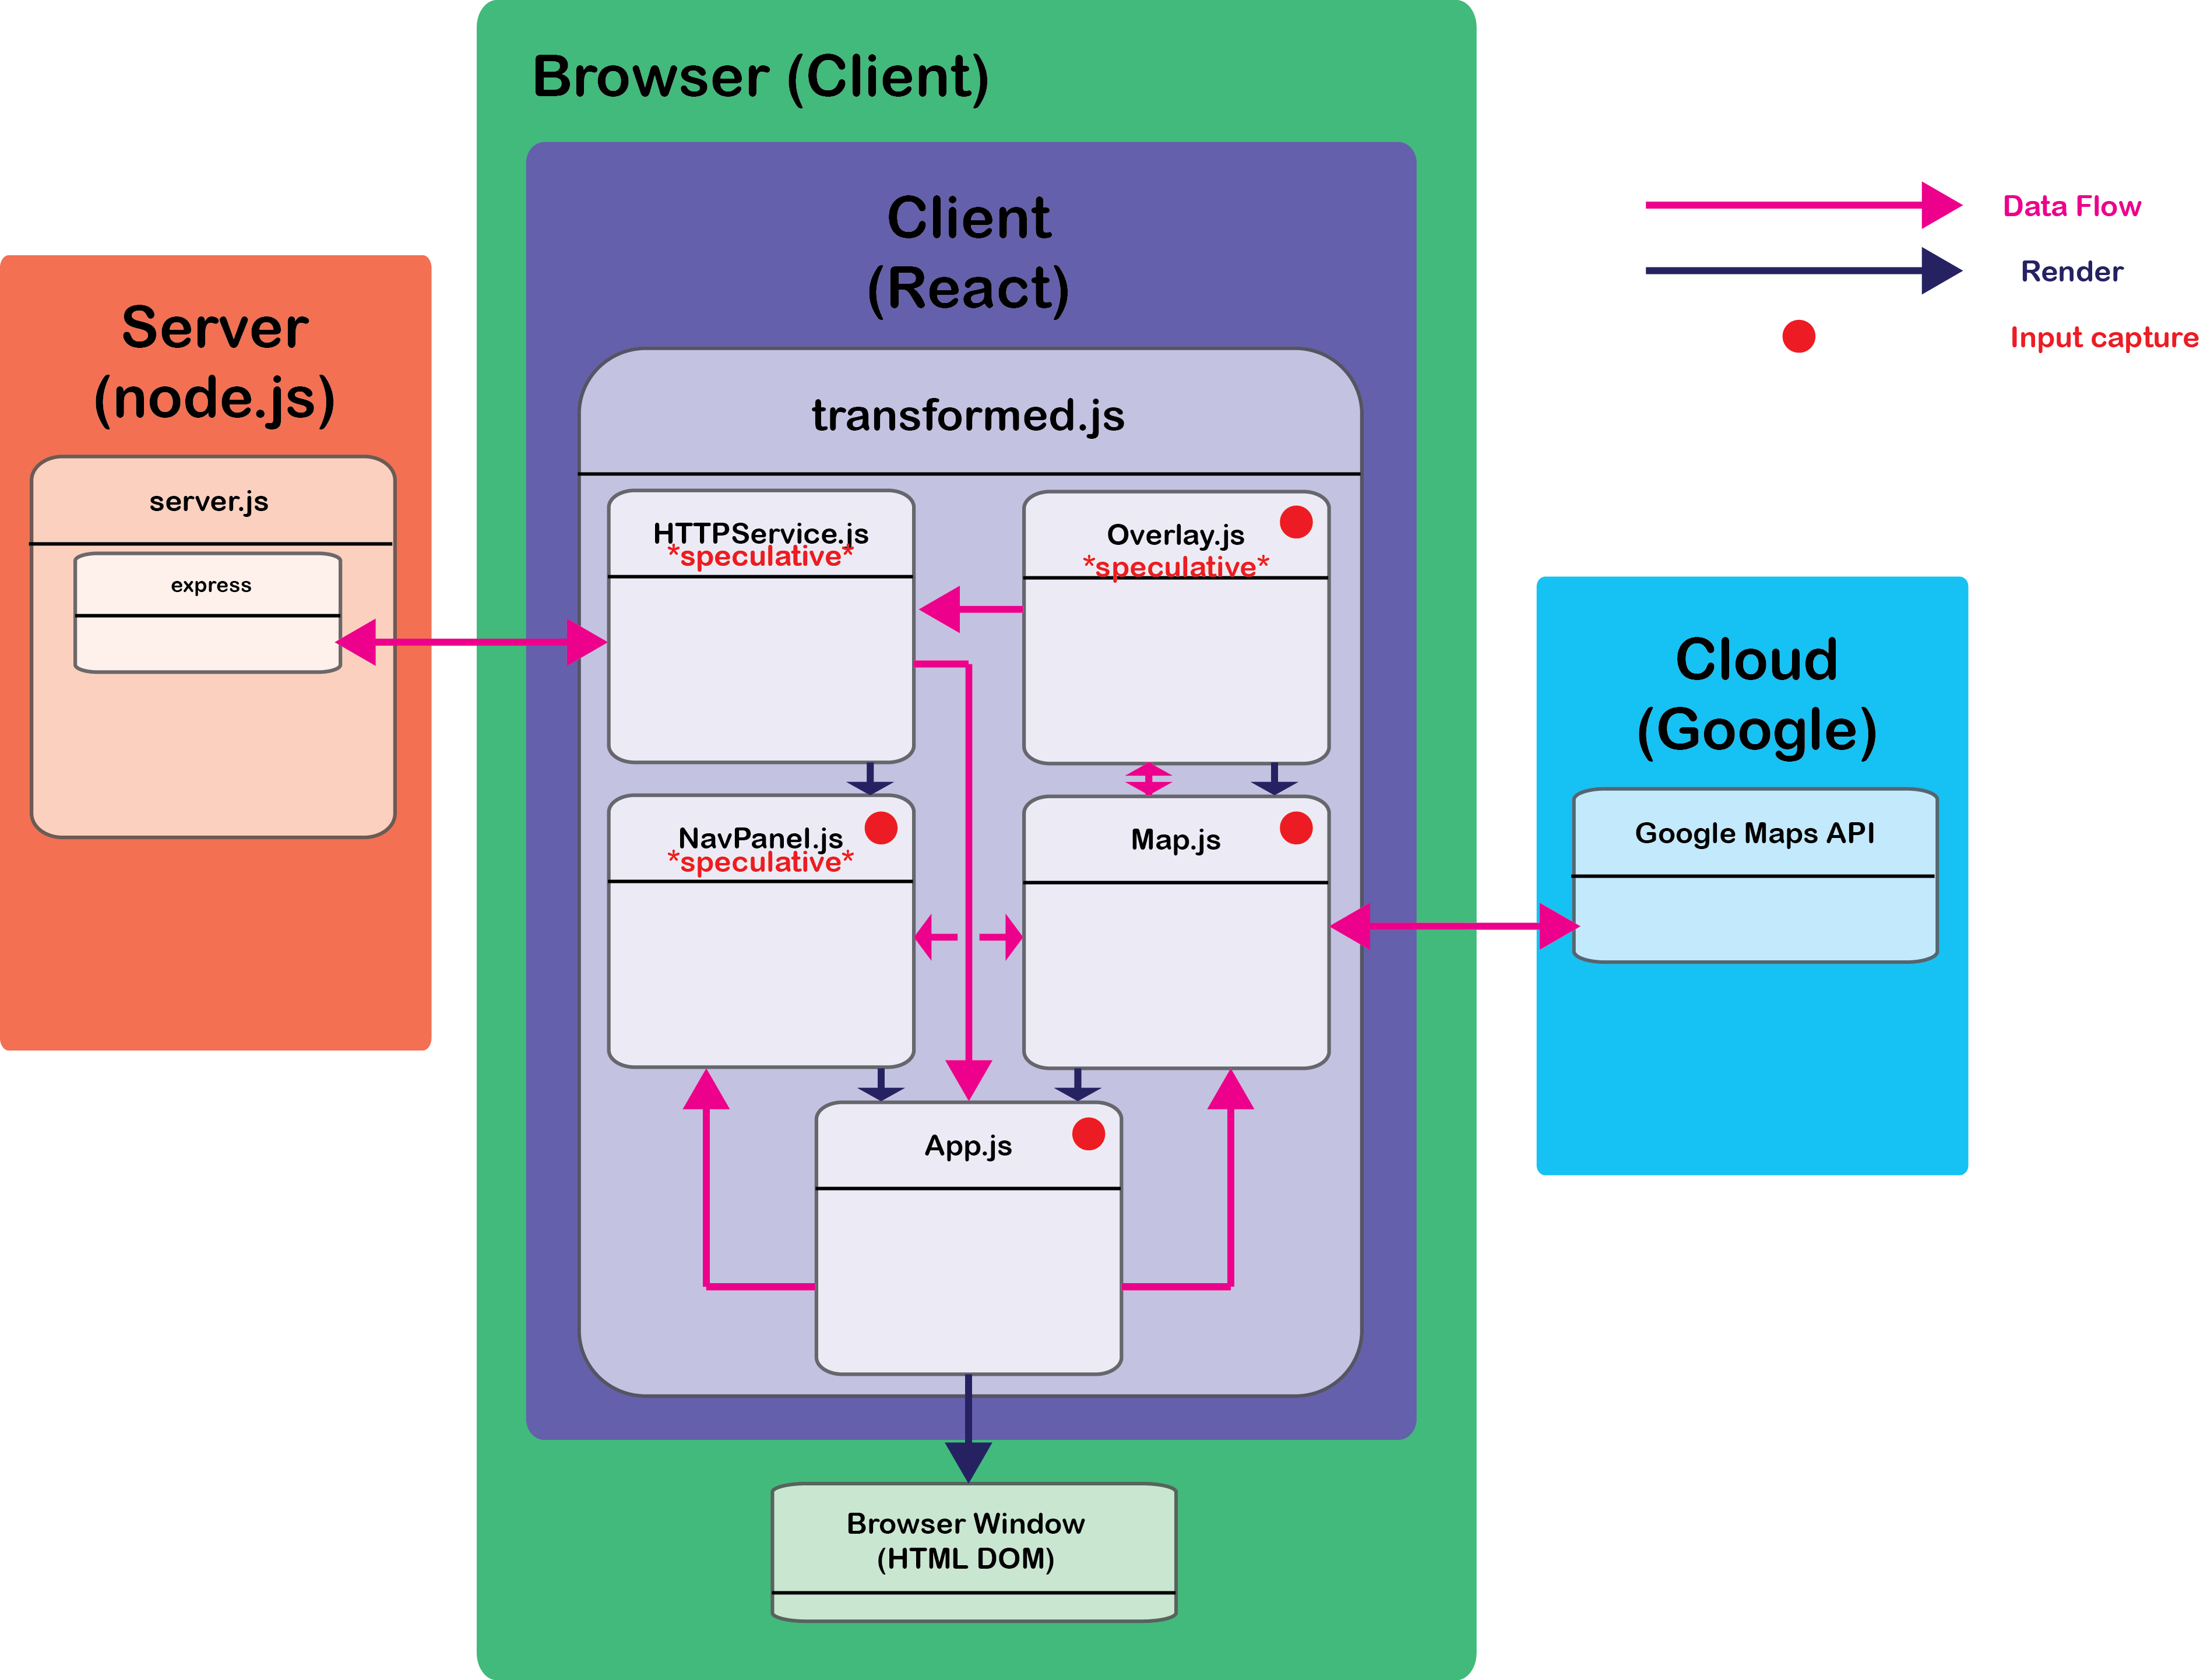 Browser (Client)
Client
(React)
Data Flow
Render
Input capture
Server
(node.js)
transformed.js
server.js
express
HTTPService.js
*speculative*
Overlay.js
*speculative*
Cloud
(Google)
NavPanel.js
*speculative*
Map.js
Google Maps API
App.js
Browser Window
(HTML DOM)